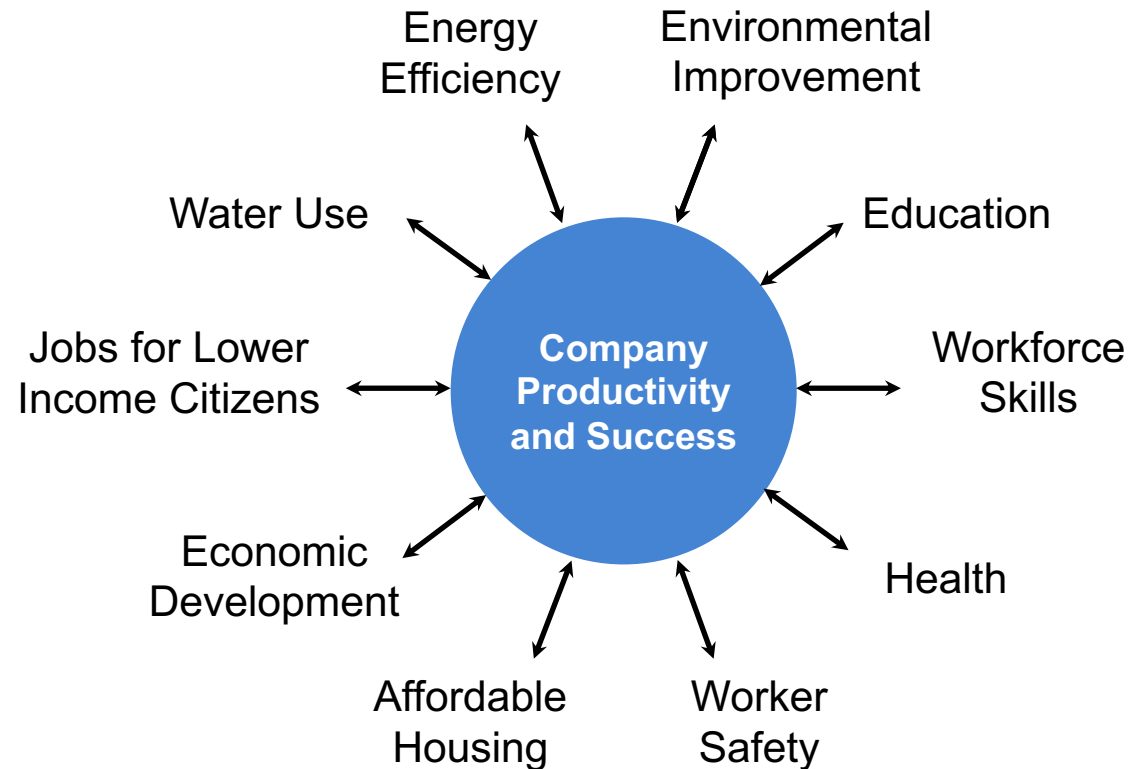 Energy
Efficiency
Environmental
Improvement
Water Use
Education
Jobs for Lower
Income Citizens
Company
Productivity
and Success
Workforce
Skills
Economic
Development
Health
Affordable
Housing
Worker
Safety